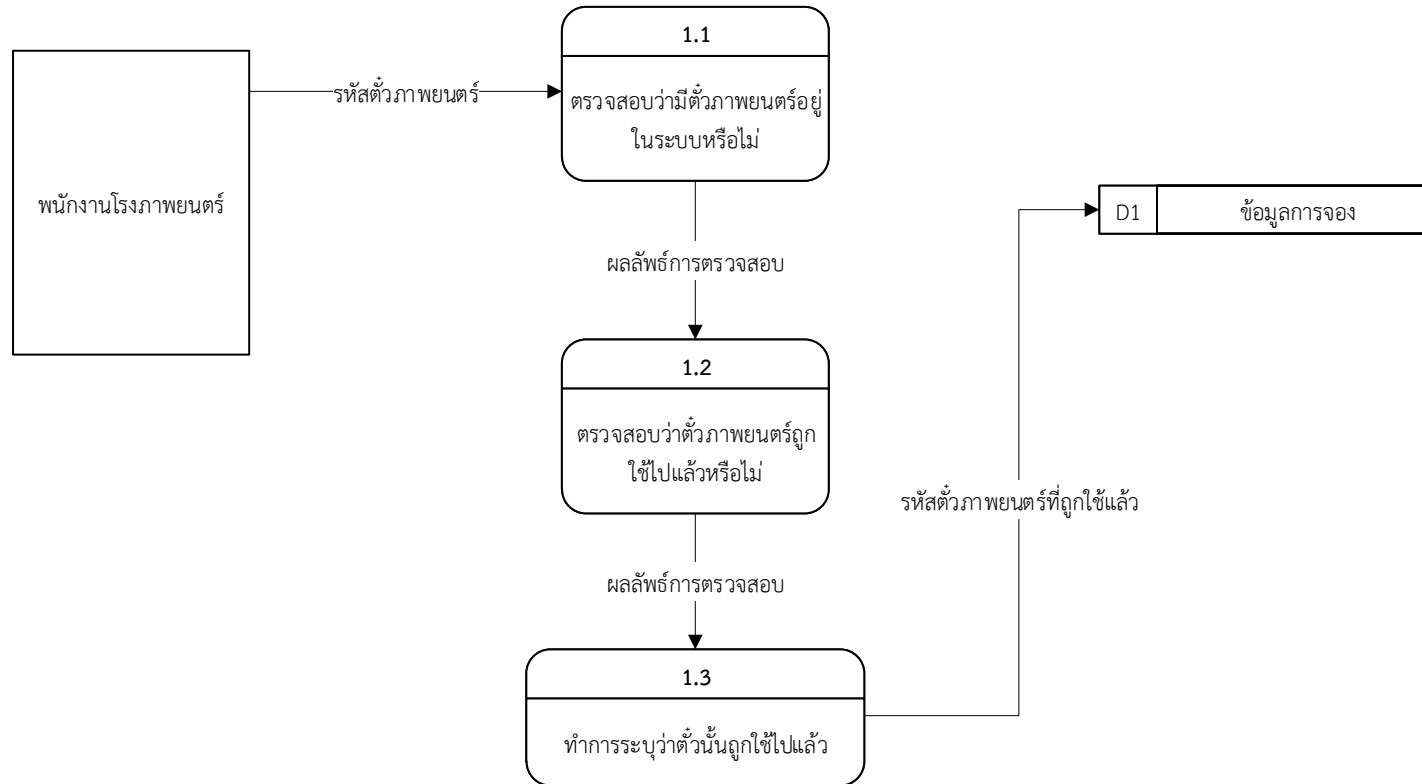 1.1
รหัสตั๋วภาพยนตร์
ตรวจสอบว่ามีตั๋วภาพยนตร์อยู่
ในระบบหรือไม่
พนักงานโรงภาพยนตร์
D1
ข้อมูลการจอง
ผลลัพธ์การตรวจสอบ
1.2
ตรวจสอบว่าตั๋วภาพยนตร์ถูก
ใช้ไปแล้วหรือไม่
รหัสตั๋วภาพยนตร์ที่ถูกใช้แล้ว
ผลลัพธ์การตรวจสอบ
1.3
ทำการระบุว่าตั๋วนั้นถูกใช้ไปแล้ว